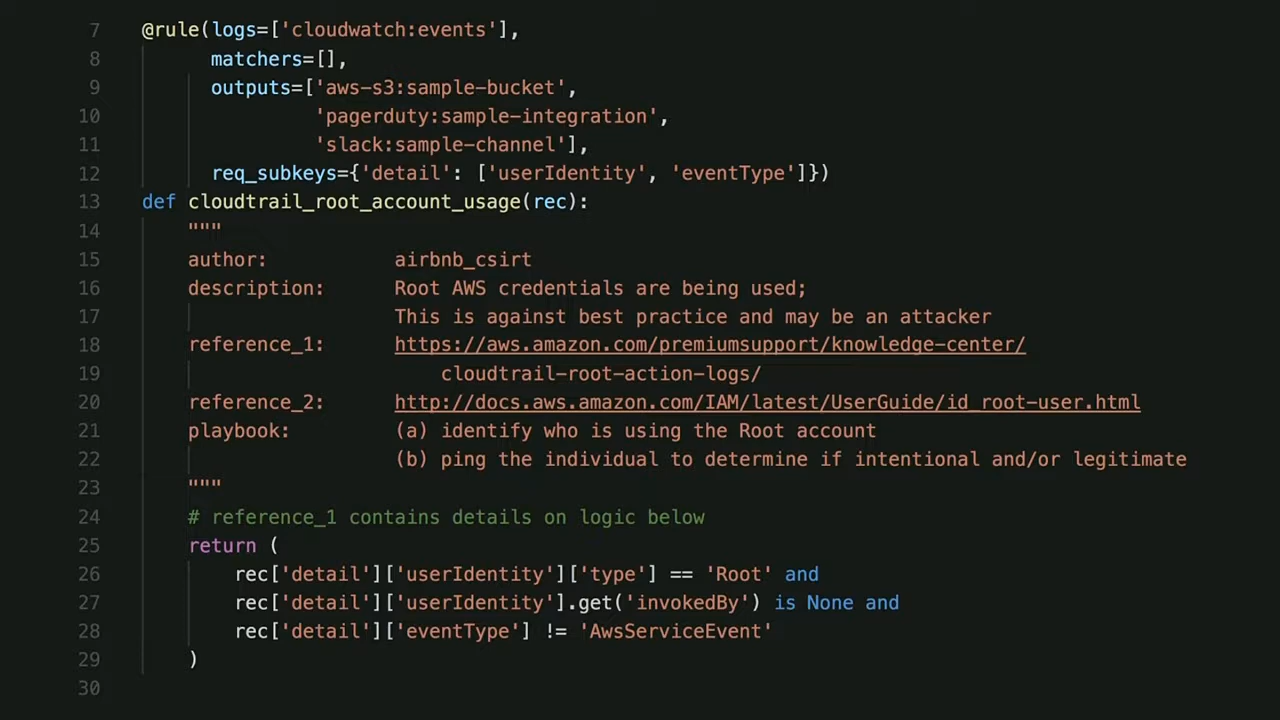 7 @rule(logs=['cloudwatch:events'],
8 matchers=[],
9 outputs=['aws-s3:sample-bucket',
10 'pagerduty:sample-integration',
11 'slack:sample-channel'],
12 req_subkeys={'detail': ['userIdentity', 'eventType']})
13 def cloudtrail_root_account_usage(rec):
14 """
15 author: airbnb_csirt
16 description: Root AWS credentials are being used;
17 This is against best practice and may be an attacker
18 reference_1: https://aws.amazon.com/premiumsupport/knowledge-center/
19 cloudtrail-root-action-logs/
20 reference_2: http://docs.aws.amazon.com/IAM/latest/UserGuide/id_root-user.html
21 playbook: (a) identify who is using the Root account
22 (b) ping the individual to determine if intentional and/or legitimate
23 """
24 # reference_1 contains details on logic below
25 return (
26 rec['detail']['userIdentity']['type'] == 'Root' and
27 rec['detail']['userIdentity'].get('invokedBy') is None and
28 rec['detail']['eventType'] != 'AwsServiceEvent'
29 )
30